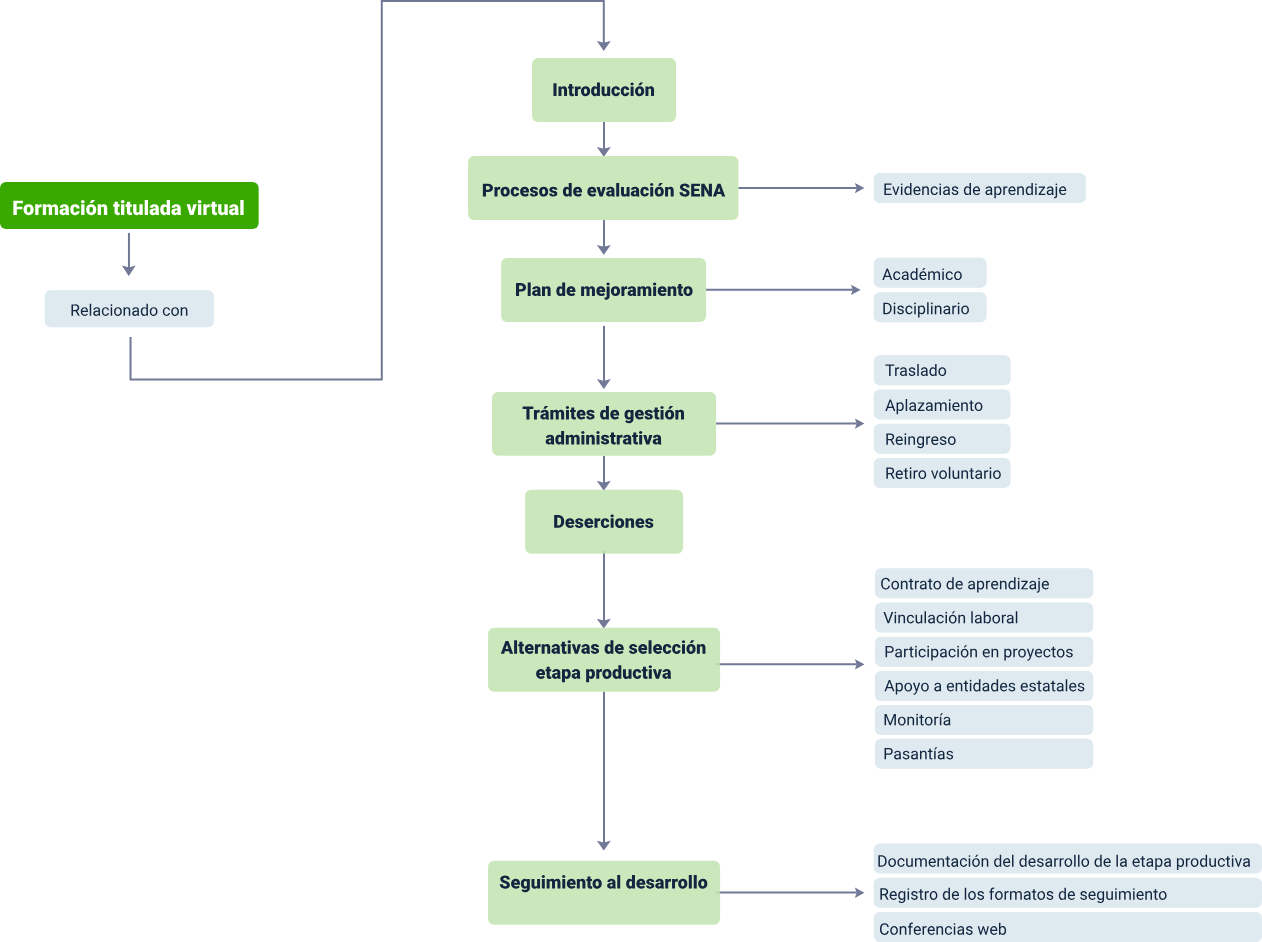 Formación titulada virtual
Relacionado con
Introducción
Procesos de evaluación SENA
Evidencias de aprendizaje
Plan de mejoramiento
Académico
Disciplinario
Trámites de gestión
administrativa
Traslado
Aplazamiento
Reingreso
Retiro voluntario
Deserciones
Alternativas de selección
etapa productiva
Contrato de aprendizaje
Vinculación laboral
Participación en proyectos
Apoyo a entidades estatales
Monitoría
Pasantías
Seguimiento al desarrollo
Documentación del desarrollo de la etapa productiva
Registro de los formatos de seguimiento
Conferencias web